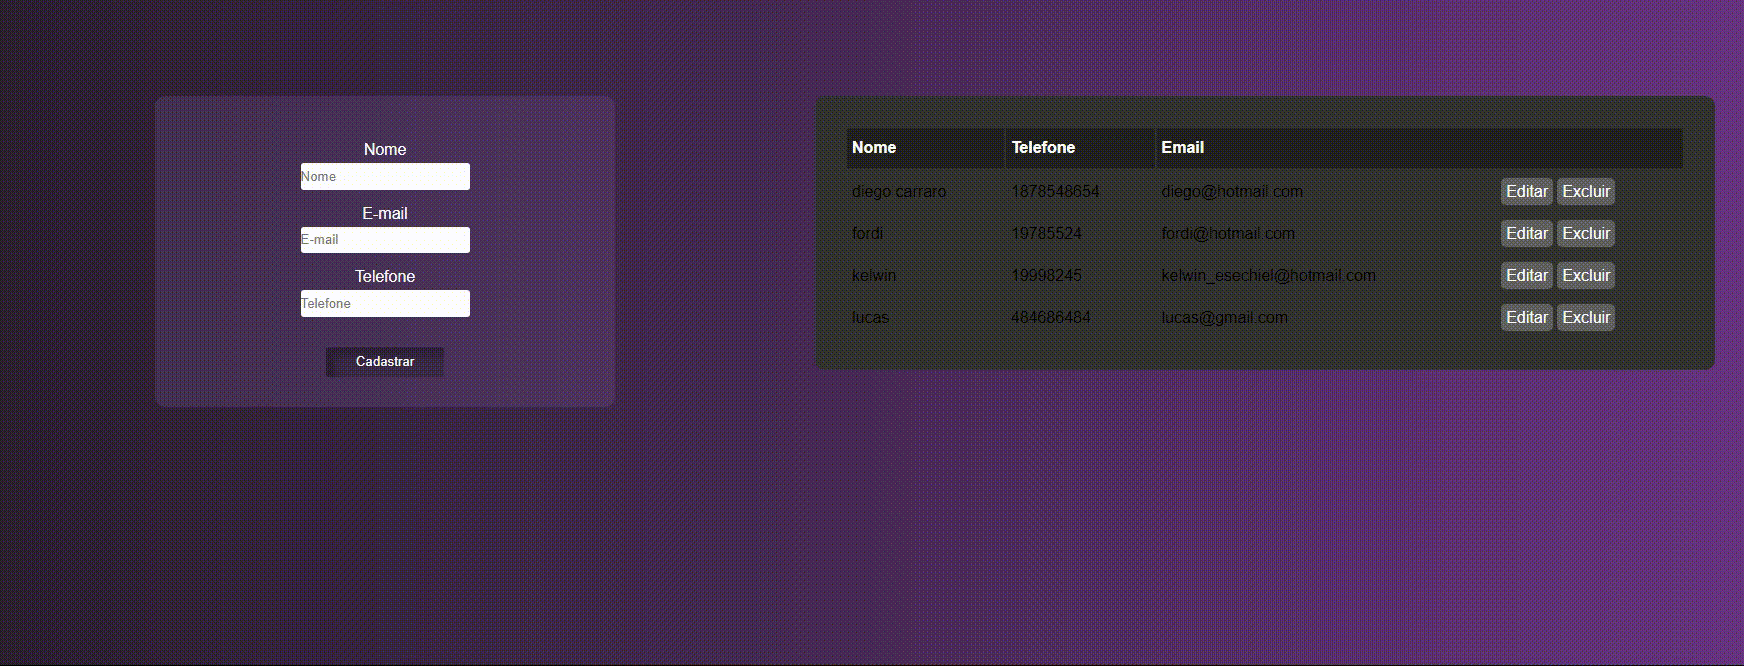 Nome
Nome
E-mail
E-mail
Telefone
Telefone
Cadastrar
Nome Telefone Email
diego carraro 1878548654 diego@hotmail.com Editar Excluir
fordi 19785524 fordi@hotmail.com Editar Excluir
kelwin 19998245 kelwin_esechiel@hotmail.com Editar Excluir
lucas 484686484 lucas@gmail.com Editar Excluir